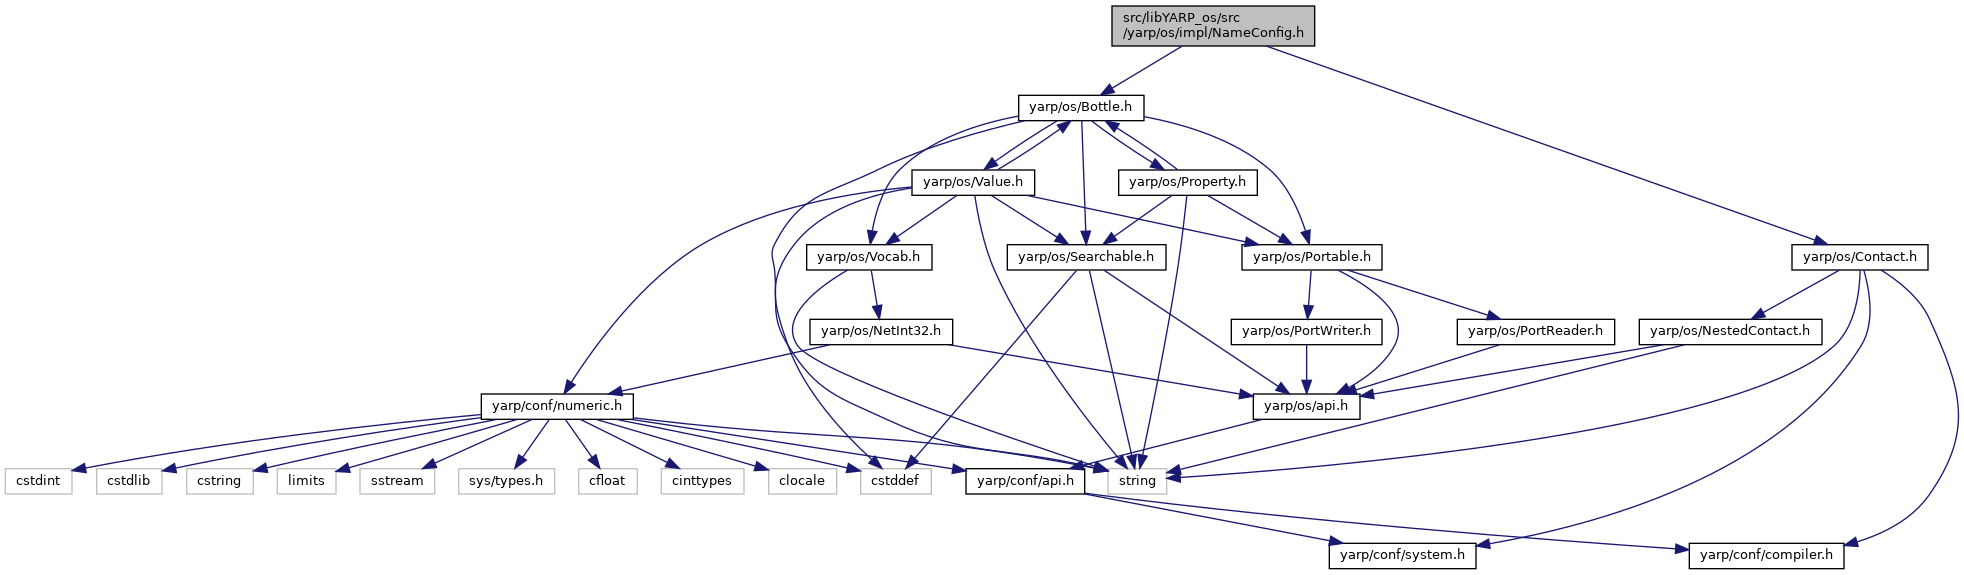 src/libYARP_os/src
/yarp/os/impl/NameConfig.h
yarp/os/Bottle.h
yarp/os/Value.h
yarp/os/Property.h
yarp/os/Vocab.h
yarp/os/Searchable.h
yarp/os/Portable.h
yarp/os/Contact.h
yarp/os/NetInt32.h
yarp/os/PortWriter.h
yarp/os/PortReader.h
yarp/os/NestedContact.h
yarp/conf/numeric.h
yarp/os/api.h
cstdint
cstdlib
cstring
limits
sstream
sys/types.h
cfloat
cinttypes
clocale
cstddef
yarp/conf/api.h
string
yarp/conf/system.h
yarp/conf/compiler.h